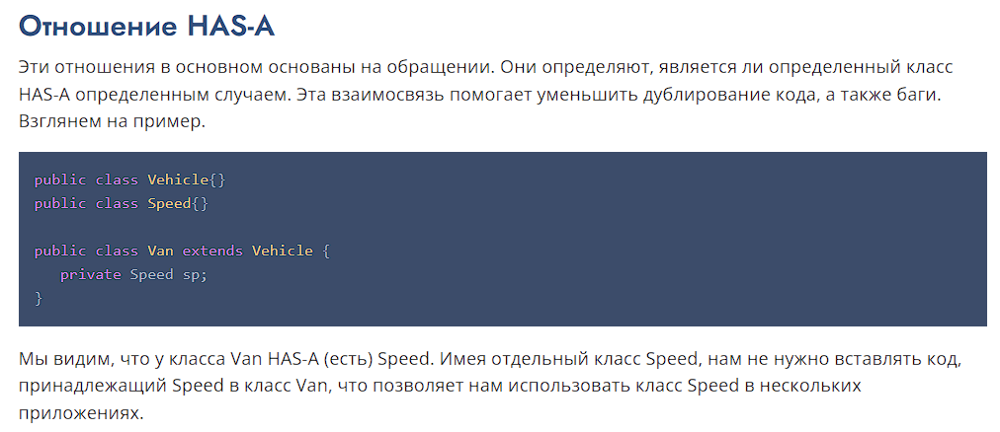 Отношение HAS-A
Эти отношения в основном основаны на обращении. Они определяют, является ли определенный класс
HAS-A определенным случаем. Эта взаимосвязь помогает уменьшить дублирование кода, а также баги.
Взглянем на пример.
public class Vehicle{}
public class Speed{}
public class Van extends Vehicle {
private Speed sp;
}
Мы видим, что у класса Van HAS-A (есть) Speed. Имея отдельный класс Speed, нам не нужно вставлять код,
принадлежащий Speed в класс Van, что позволяет нам использовать класс Speed в нескольких
приложениях.